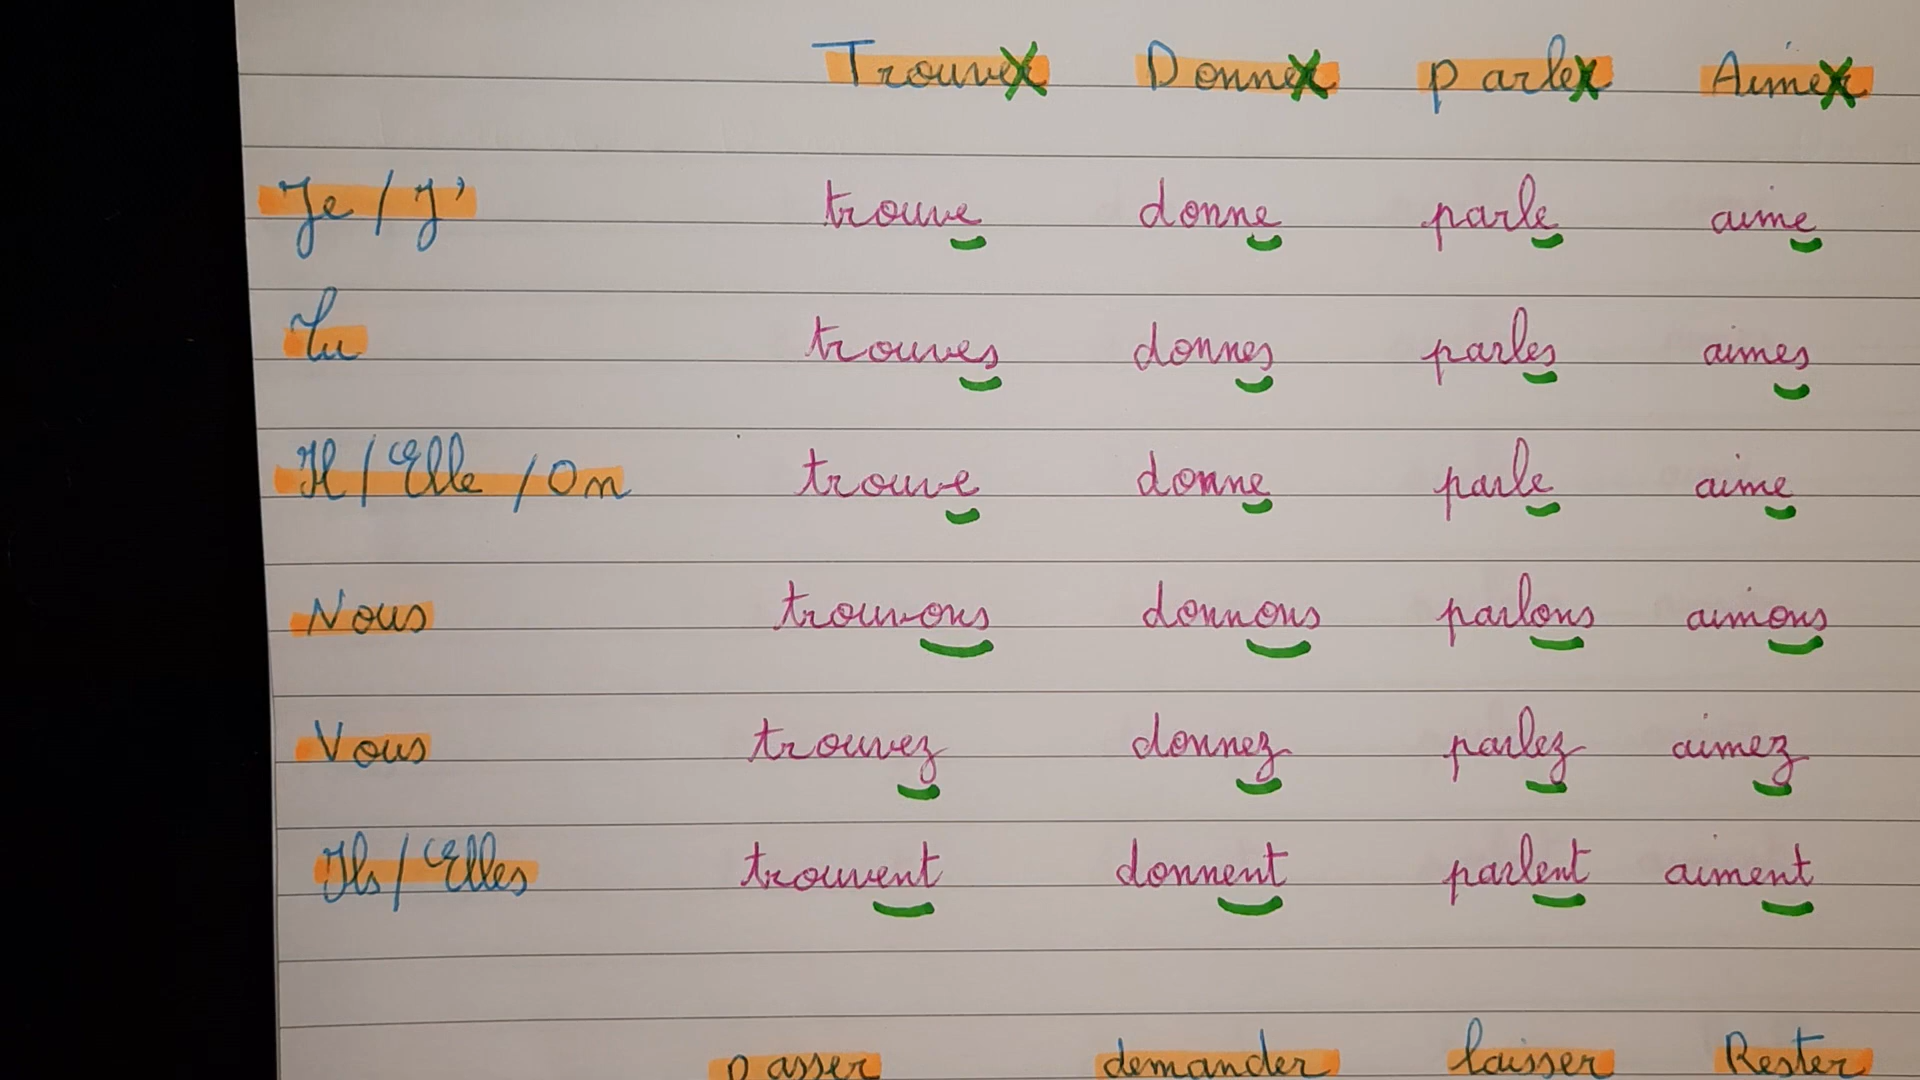 Trouver Donner parler Aimer
Je / J' trouve donne parle aime
Tu trouves donnes parles aimes
Il / Elle / On trouve donne parle aime
Nous trouvons donnons parlons aimons
Vous trouvez donnez parlez aimez
Ils / Elles trouvent donnent parlent aiment
passer demander laisser Rester